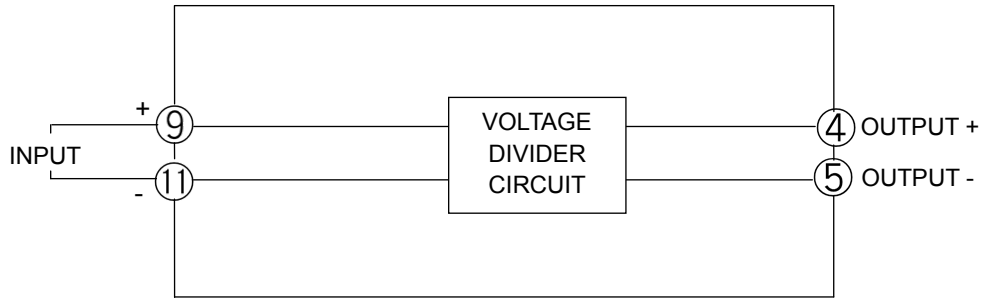 +
9
INPUT
11
-
VOLTAGE
DIVIDER
CIRCUIT
4 OUTPUT +
5 OUTPUT -